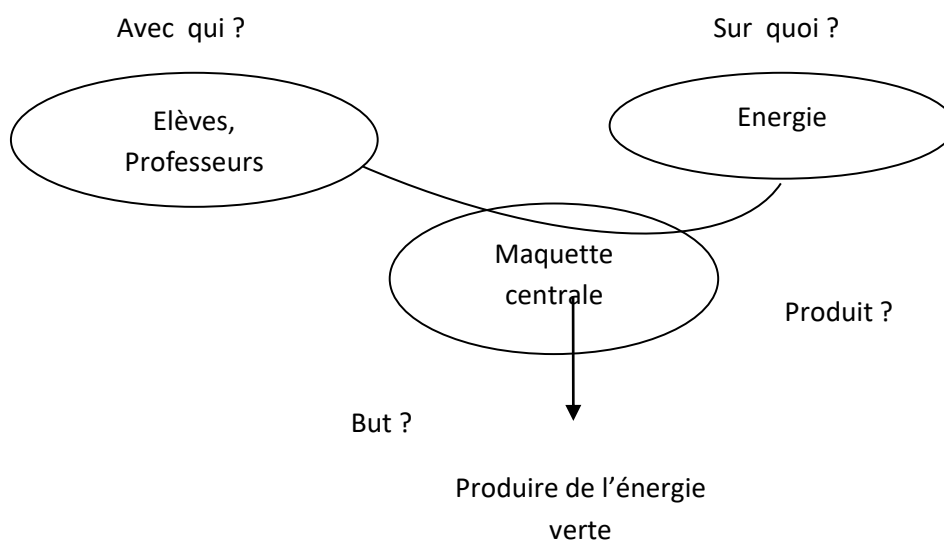 Avec qui ?
Sur quoi ?
Elèves,
Professeurs
Energie
Maquette
centrale
Produit ?
But ?
Produire de l’énergie
verte